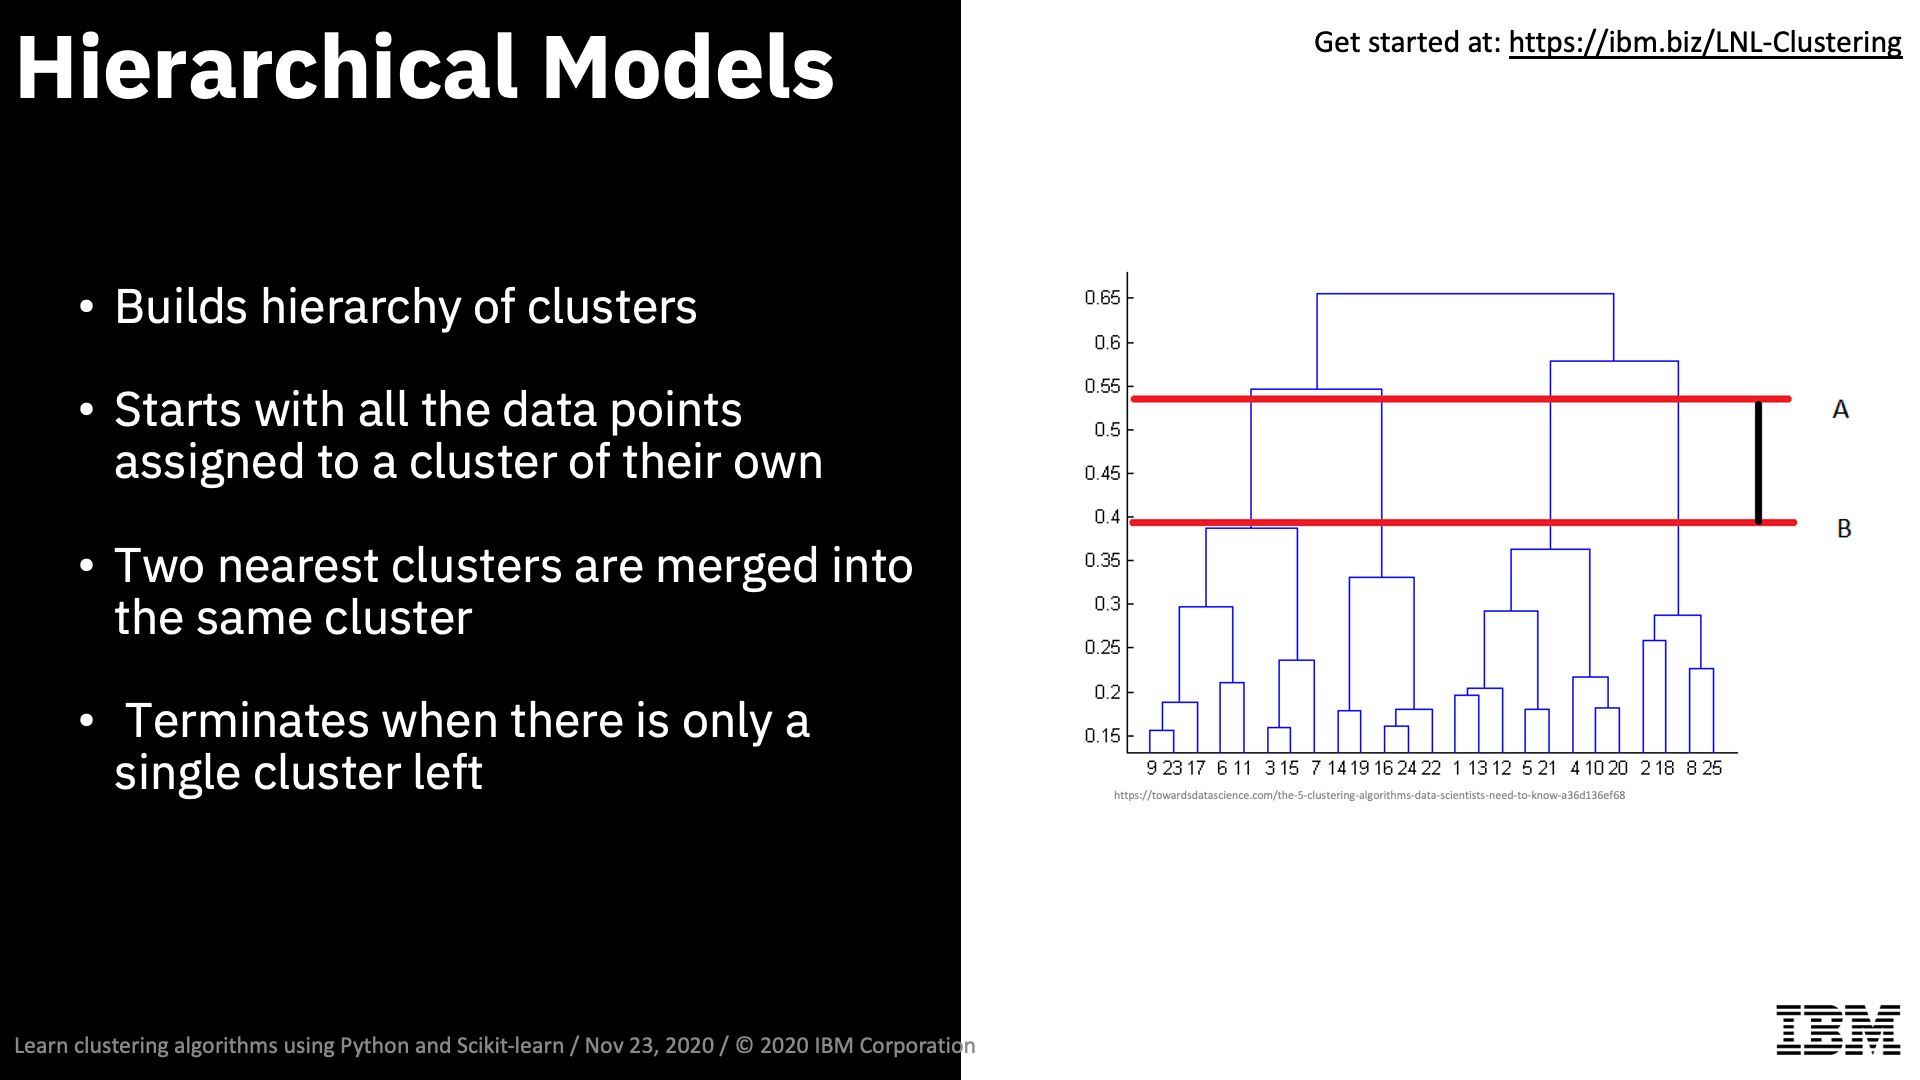 Hierarchical Models
Get started at: https://ibm.biz/LNL-Clustering
• Builds hierarchy of clusters
• Starts with all the data points
assigned to a cluster of their own
• Two nearest clusters are merged into
the same cluster
• Terminates when there is only a
single cluster left
0.65
0.6
0.55
0.5
0.45
0.4
0.35
0.3
0.25
0.2
0.15
A
B
9 23 17 6 11 3 15 7 14 19 16 24 22 1 13 12 5 21 4 10 20 2 18 8 25
https://towardsdatascience.com/the-5-clustering-algorithms-data-scientists-need-to-know-a36d136ef68
Learn clustering algorithms using Python and Scikit-learn / Nov 23, 2020 / © 2020 IBM Corporation
IBM